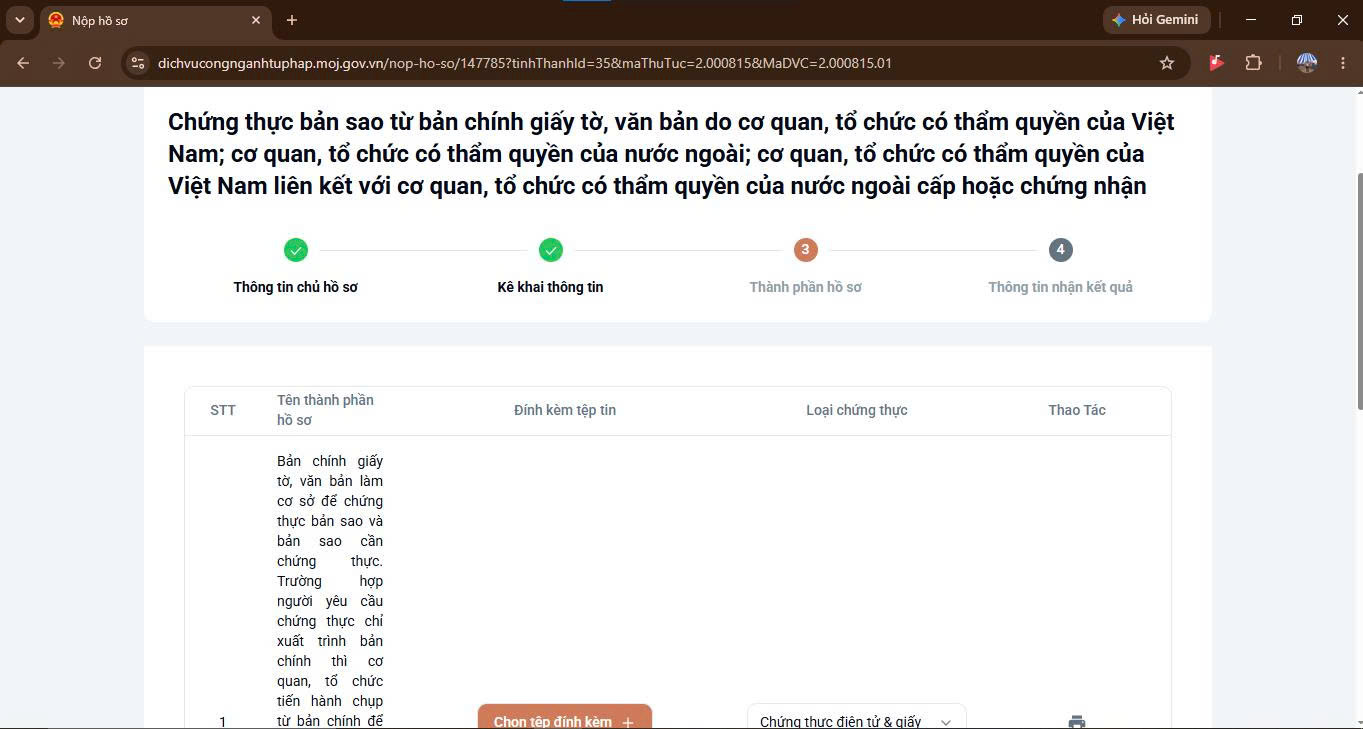 Nộp hồ sơ
Hỏi Gemini
dichvucongnganhtuphap.moj.gov.vn/nop-ho-so/147785?tinhThanhId=35&maThuTuc=2.000815&MaDVC=2.000815.01
Chứng thực bản sao từ bản chính giấy tờ, văn bản do cơ quan, tổ chức có thẩm quyền của Việt
Nam; cơ quan, tổ chức có thẩm quyền của nước ngoài; cơ quan, tổ chức có thẩm quyền của
Việt Nam liên kết với cơ quan, tổ chức có thẩm quyền của nước ngoài cấp hoặc chứng nhận
3
4
Thông tin chủ hồ sơ
Kê khai thông tin
Thành phần hồ sơ
Thông tin nhận kết quả
STT
Tên thành phần
hồ sơ
Đính kèm tệp tin
Loại chứng thực
Thao Tác
Bản chính giấy
tờ, văn bản làm
cơ sở để chứng
thực bản sao và
bản sao cần
chứng thực.
Trường hợp
người yêu cầu
chứng thực chỉ
xuất trình bản
chính thì cơ
quan, tổ chức
tiến hành chụp
từ bản chính để
1
Chọn tệp đính kèm
Chứng thực điện tử & giấy